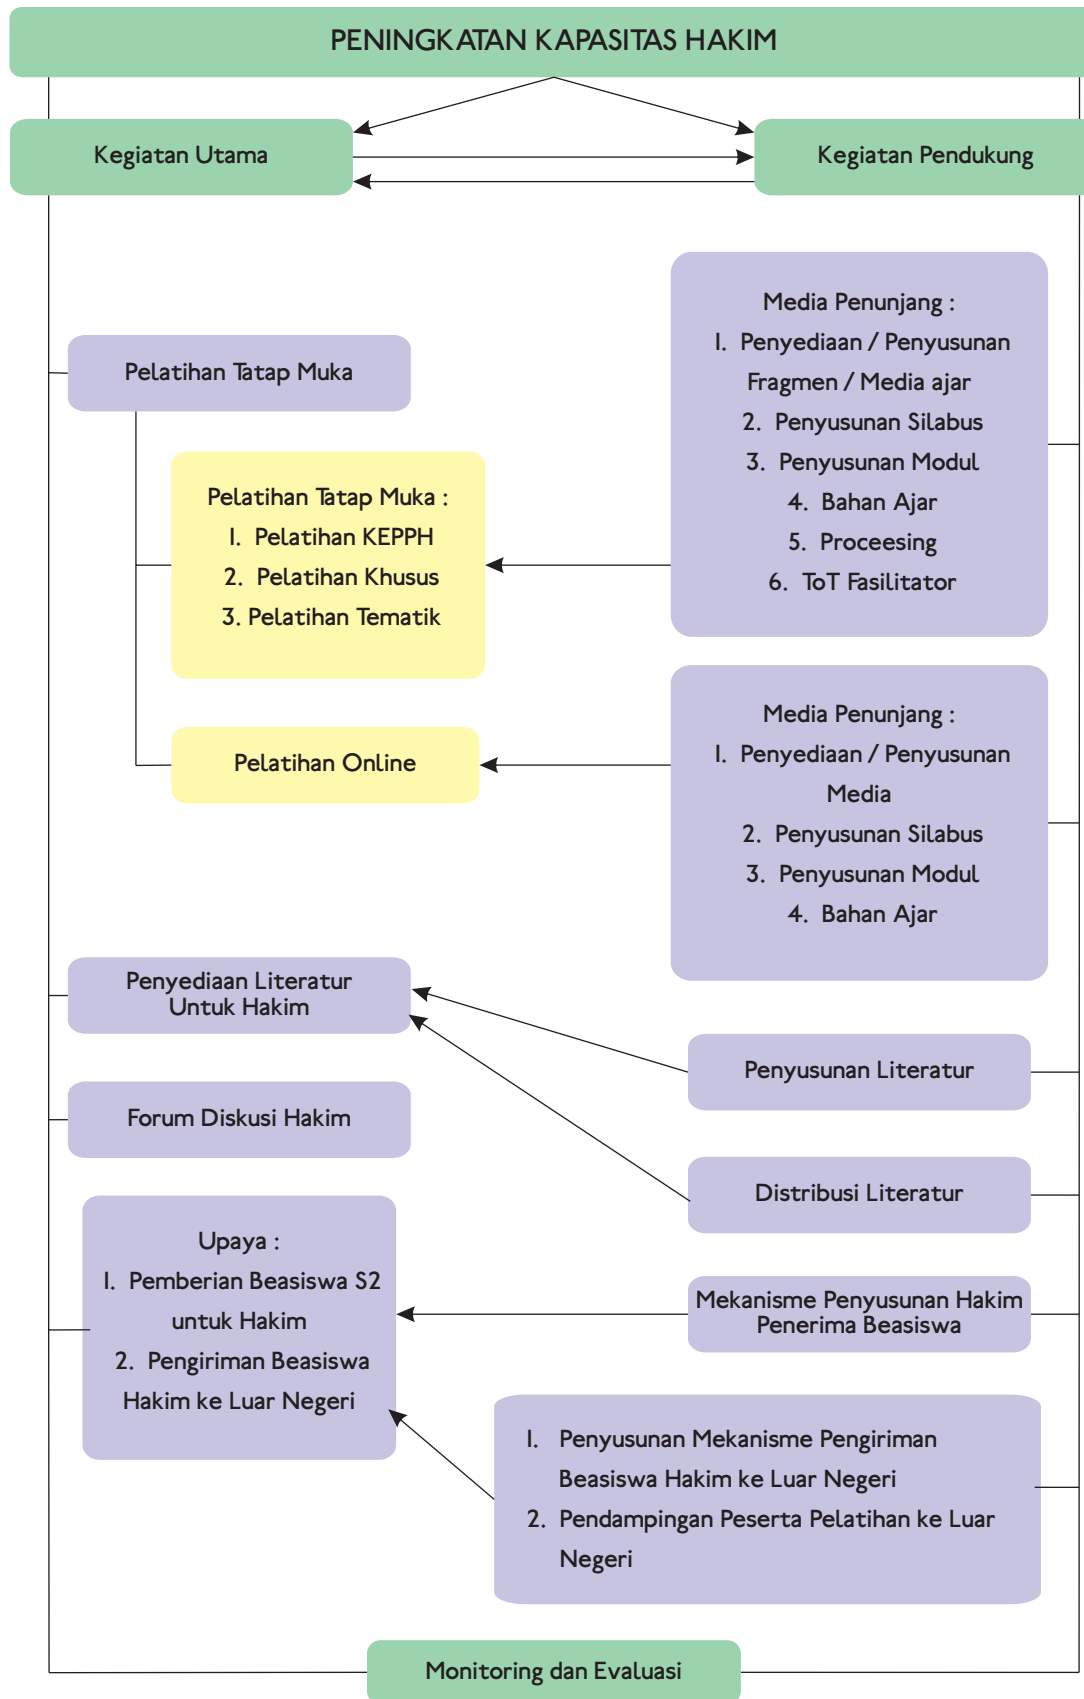 PENINGKATAN KAPASITAS HAKIM
Kegiatan Utama
Kegiatan Pendukung
Media Penunjang :
1. Penyediaan / Penyusunan
Fragmen / Media ajar
2. Penyusunan Silabus
3. Penyusunan Modul
4. Bahan Ajar
5. Proceesing
6. ToT Fasilitator
Pelatihan Tatap Muka
Pelatihan Tatap Muka :
1. Pelatihan KEPPH
2. Pelatihan Khusus
3. Pelatihan Tematik
Media Penunjang :
1. Penyediaan / Penyusunan
Media
2. Penyusunan Silabus
3. Penyusunan Modul
4. Bahan Ajar
Pelatihan Online
Penyediaan Literatur
Untuk Hakim
Penyusunan Literatur
Forum Diskusi Hakim
Distribusi Literatur
Upaya :
1. Pemberian Beasiswa S2
untuk Hakim
2. Pengiriman Beasiswa
Hakim ke Luar Negeri
Mekanisme Penyusunan Hakim
Penerima Beasiswa
1. Penyusunan Mekanisme Pengiriman
Beasiswa Hakim ke Luar Negeri
2. Pendampingan Peserta Pelatihan ke Luar
Negeri
Monitoring dan Evaluasi